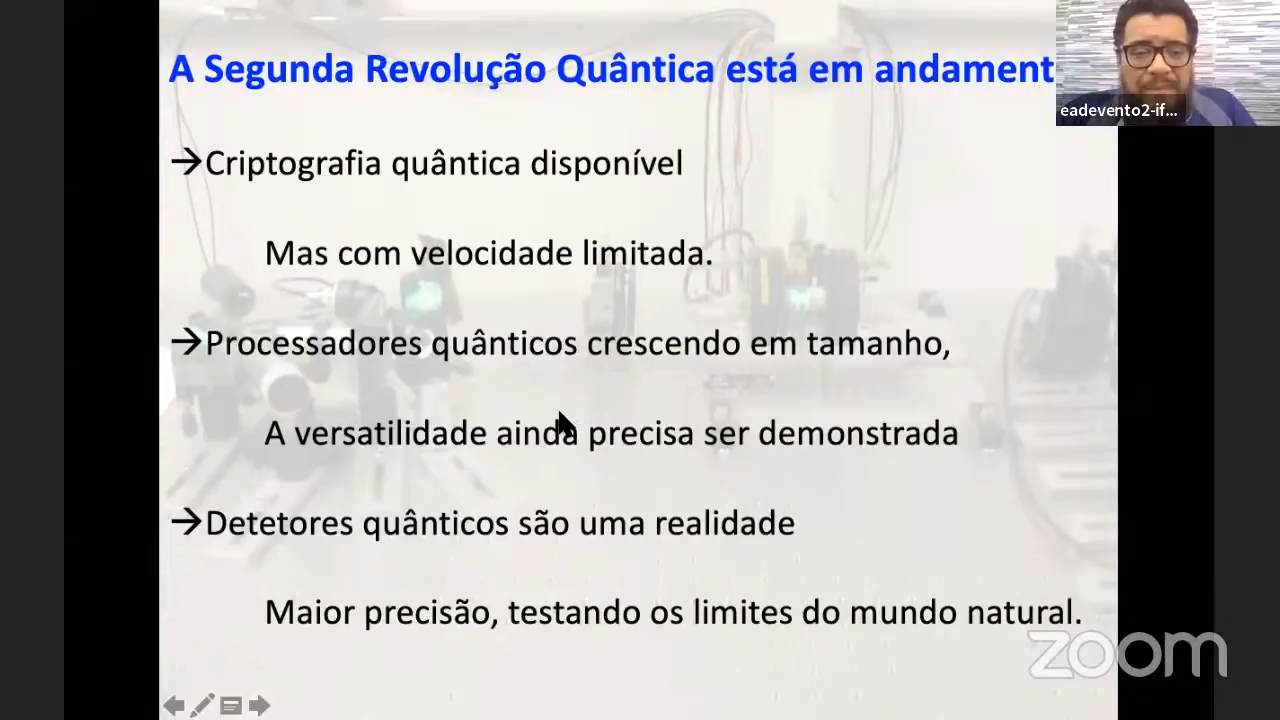 A Segunda Revolução Quântica está em andament
eadevento2-if...
→Criptografia quântica disponível
Mas com velocidade limitada.
→Processadores quânticos crescendo em tamanho,
A versatilidade ainda precisa ser demonstrada
→Detetores quânticos são uma realidade
Maior precisão, testando os limites do mundo natural.
zoom